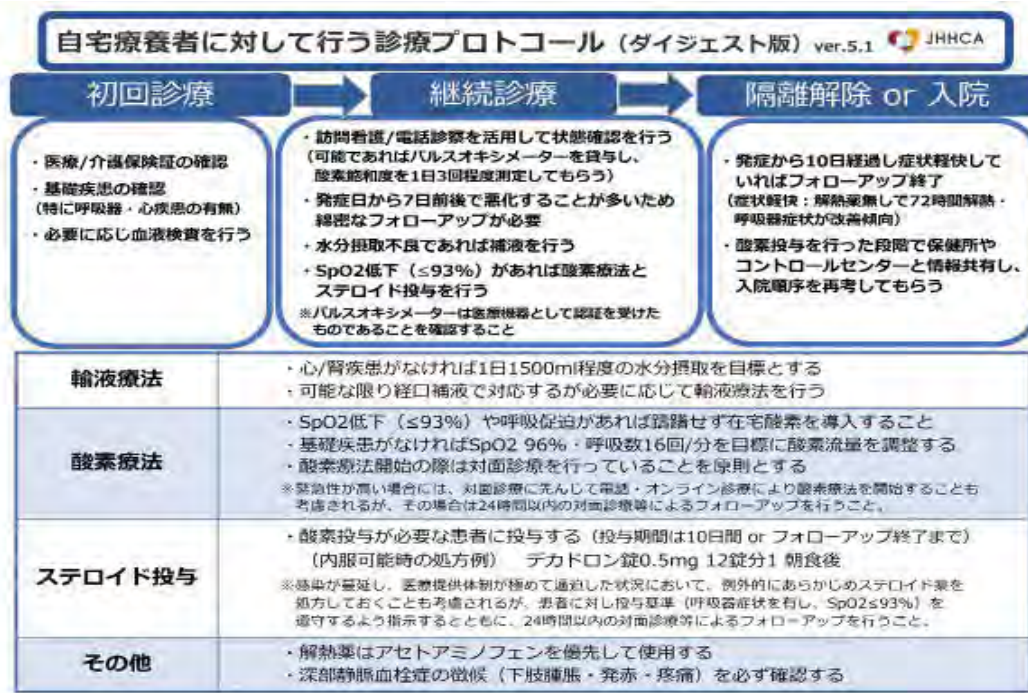 自宅療養者に対して行う診療プロトコール（ダイジェスト版）ver.5.1 JHHCA
初回診療
継続診療
隔離解除 or 入院
・医療/介護保険証の確認
・基礎疾患の確認
（特に呼吸器・心疾患の有無）
・必要に応じ血液検査を行う
・訪問看護/電話診察を活用して状態確認を行う
（可能であればパルスオキシメーターを貸与し、
酸素飽和度を1日3回程度測定してもらう）
・発症日から7日前後で悪化することが多いため
綿密なフォローアップが必要
・水分摂取不良であれば補液を行う
・SpO2低下（≤93%）があれば酸素療法と
ステロイド投与を行う
※パルスオキシメーターは医療機器として認証を受けた
ものであることを確認すること
・発症から10日経過し症状軽快して
いればフォローアップ終了
（症状軽快：解熱薬無しで72時間解熱・
呼吸器症状が改善傾向）
・酸素投与を行った段階で保健所や
コントロールセンターと情報共有し、
入院順序を再考してもらう
輸液療法
・心/腎疾患がなければ1日1500ml程度の水分摂取を目標とする
・可能な限り経口補液で対応するが必要に応じて輸液療法を行う
酸素療法
・SpO2低下（≤93%）や呼吸促迫があれば躊躇せず在宅酸素を導入すること
・基礎疾患がなければSpO2 96%・呼吸数16回/分を目標に酸素流量を調整する
・酸素療法開始の際は対面診療を行っていることを原則とする
※緊急性が高い場合には、対面診療に先んじて電話・オンライン診療により酸素療法を開始することも
考慮されるが、その場合は24時間以内の対面診療等によるフォローアップを行うこと。
ステロイド投与
・酸素投与が必要な患者に投与する（投与期間は10日間 or フォローアップ終了まで）
（内服可能時の処方例） デカドロン錠0.5mg 12錠分1 朝食後
※感染が蔓延し、医療提供体制が極めて逼迫した状況において、例外的にあらかじめステロイド薬を
処方しておくことも考慮されるが、患者に対し投与基準（呼吸器症状を有し、SpO2≤93%）を
遵守するよう指示するとともに、24時間以内の対面診療等によるフォローアップを行うこと。
その他
・解熱薬はアセトアミノフェンを優先して使用する
・深部静脈血栓症の徴候（下肢腫脹・発赤・疼痛）を必ず確認する